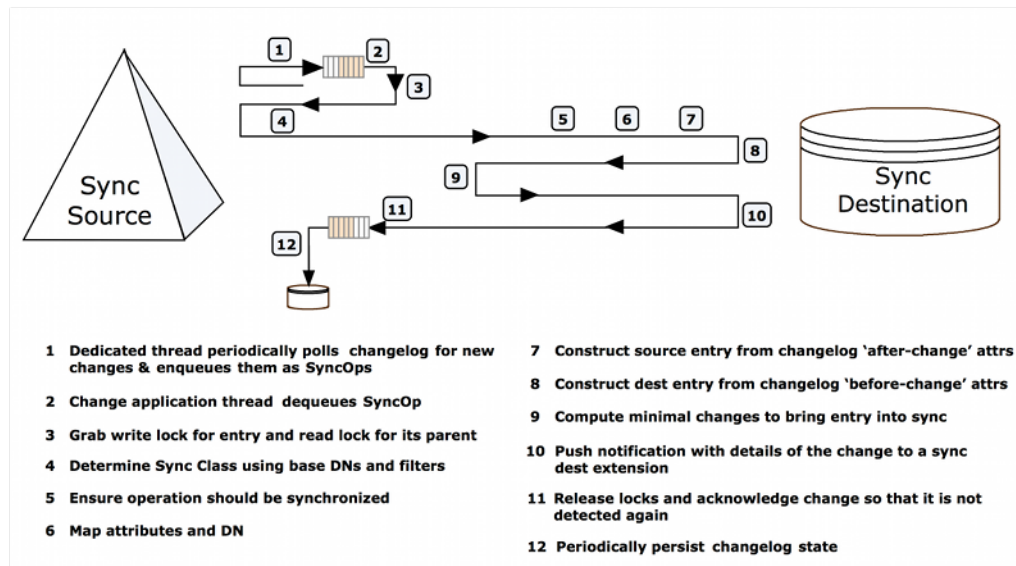 1
2
3
4
5
6
7
8
9
10
11
12
Sync
Source
Sync
Destination
1 Dedicated thread periodically polls changelog for new
changes & enqueues them as SyncOps
2 Change application thread dequeues SyncOp
3 Grab write lock for entry and read lock for its parent
4 Determine Sync Class using base DNs and filters
5 Ensure operation should be synchronized
6 Map attributes and DN
7 Construct source entry from changelog ‘after-change’ attrs
8 Construct dest entry from changelog ‘before-change’ attrs
9 Compute minimal changes to bring entry into sync
10 Push notification with details of the change to a sync
dest extension
11 Release locks and acknowledge change so that it is not
detected again
12 Periodically persist changelog state